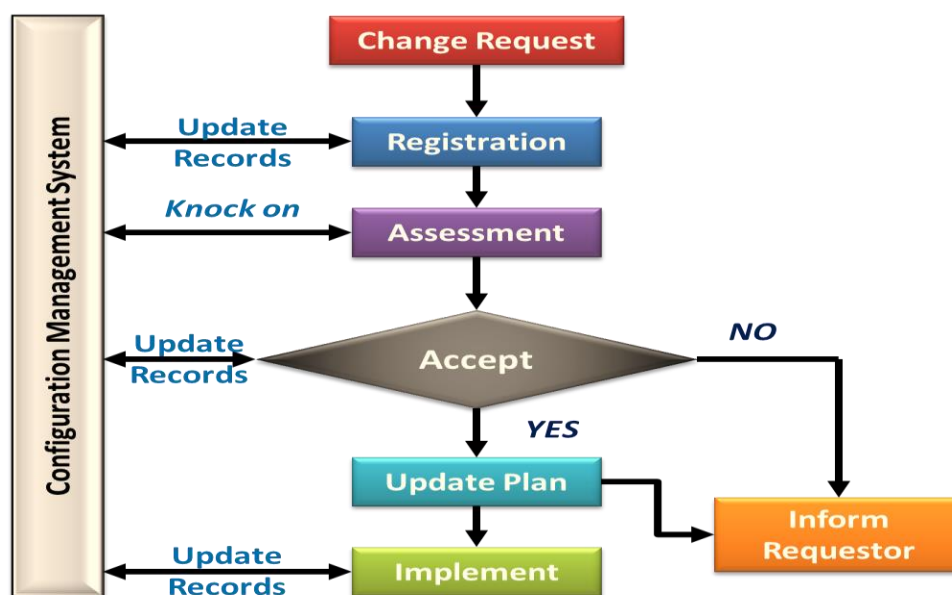 Configuration Management System
Change Request
Update
Records
Registration
Knock on
Assessment
Update
Records
Accept
NO
YES
Update Plan
Inform
Requestor
Update
Records
Implement